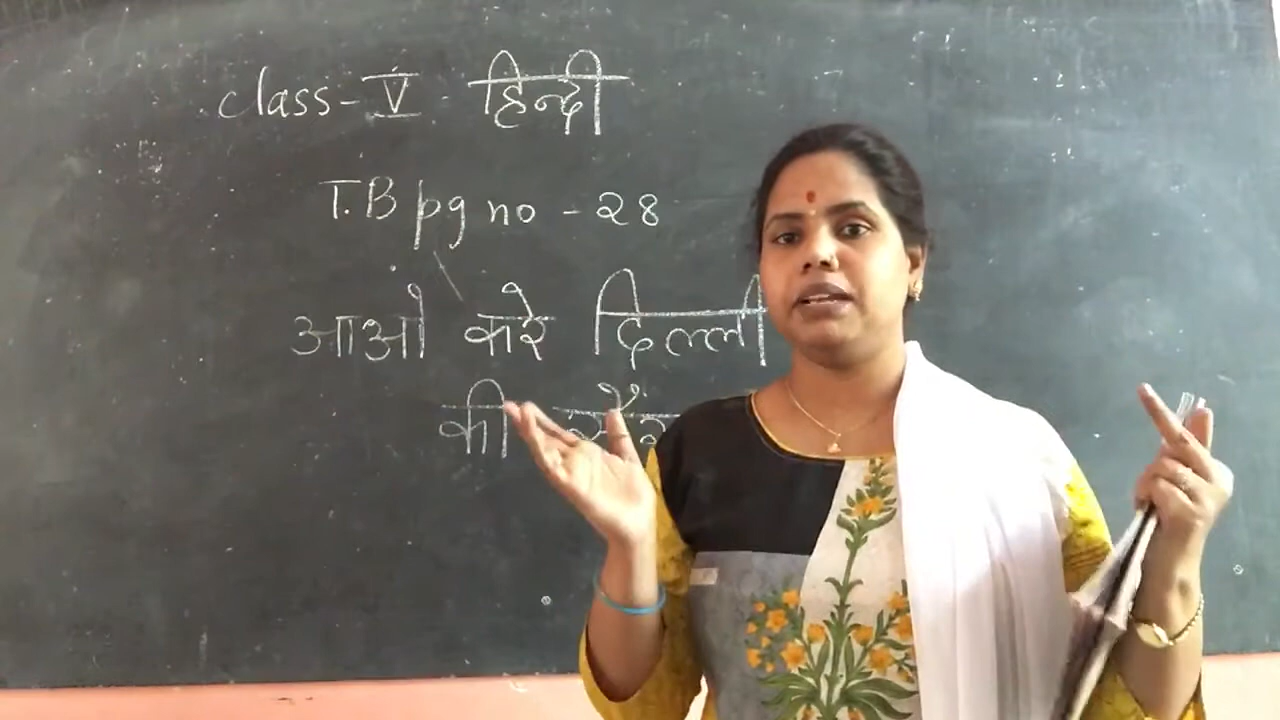 class-V हिन्दी
T.B pg no - 28
आओ करे दिल्ली
की